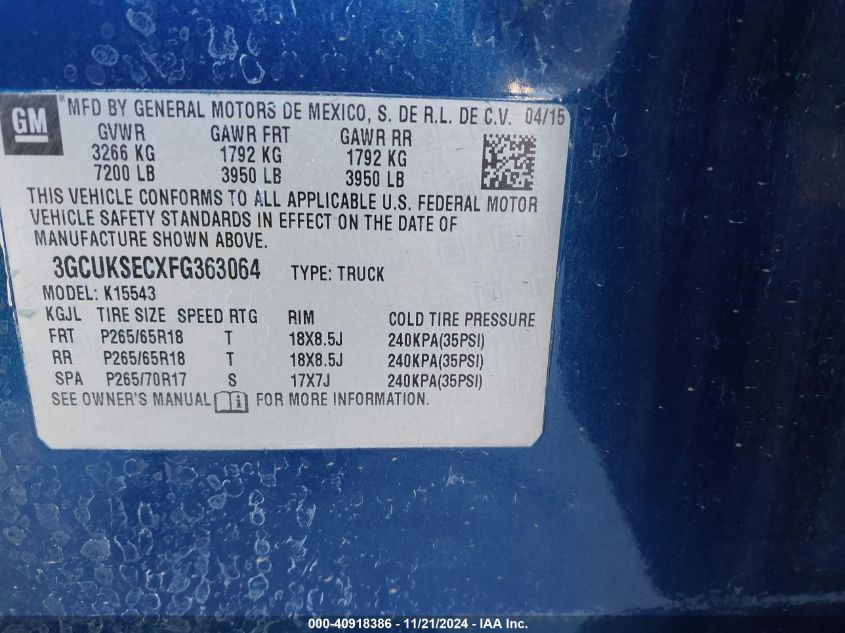 GM
MFD BY GENERAL MOTORS DE MEXICO, S. DE R.L. DE C.V. 04/15
GVWR GAWR FRT GAWR RR
3266 KG 1792 KG 1792 KG
7200 LB 3950 LB 3950 LB
THIS VEHICLE CONFORMS TO ALL APPLICABLE U.S. FEDERAL MOTOR
VEHICLE SAFETY STANDARDS IN EFFECT ON THE DATE OF
MANUFACTURE SHOWN ABOVE.
3GCUKSECXFG363064 TYPE: TRUCK
MODEL: K15543
KGJL TIRE SIZE SPEED RTG RIM COLD TIRE PRESSURE
FRT P265/65R18 T 18X8.5J 240KPA(35PSI)
RR P265/65R18 T 18X8.5J 240KPA(35PSI)
SPA P265/70R17 S 17X7J 240KPA(35PSI)
SEE OWNER'S MANUAL FOR MORE INFORMATION.
000-40918386 - 11/21/2024 - IAA Inc.